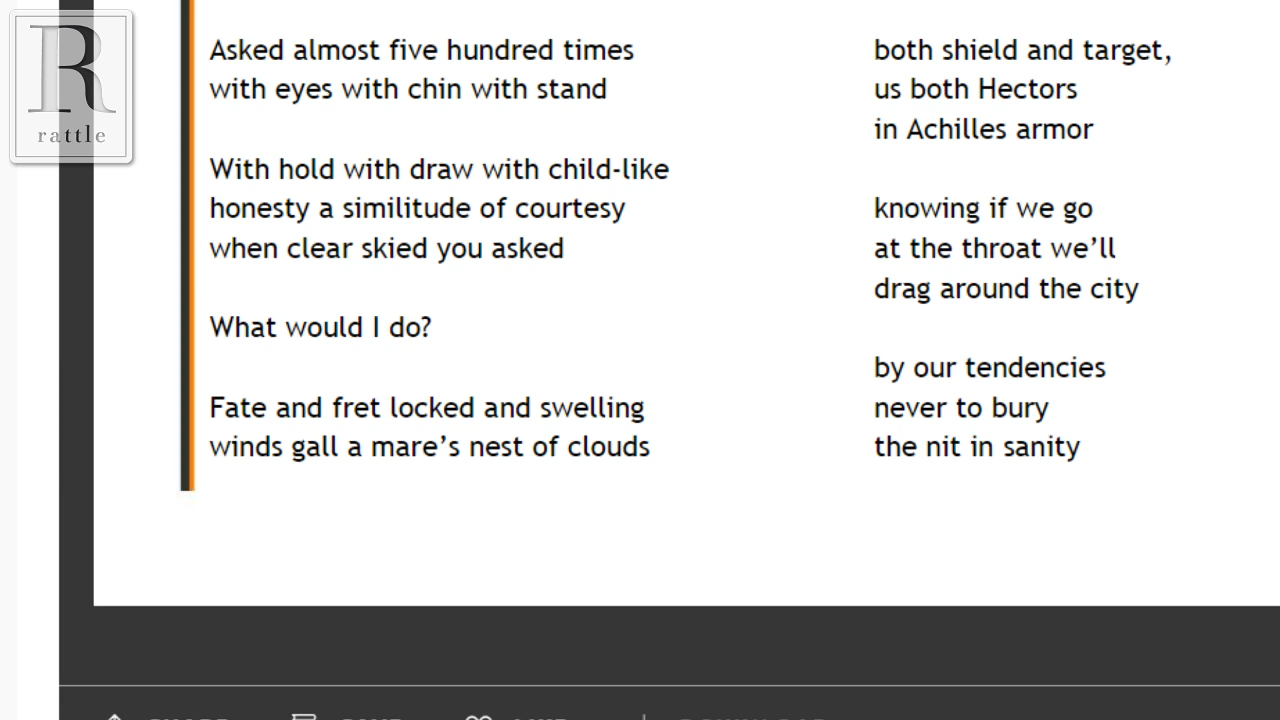 R
rattle
Asked almost five hundred times
with eyes with chin with stand
With hold with draw with child-like
honesty a similitude of courtesy
when clear skied you asked
What would I do?
Fate and fret locked and swelling
winds gall a mare’s nest of clouds
both shield and target,
us both Hectors
in Achilles armor
knowing if we go
at the throat we’ll
drag around the city
by our tendencies
never to bury
the nit in sanity